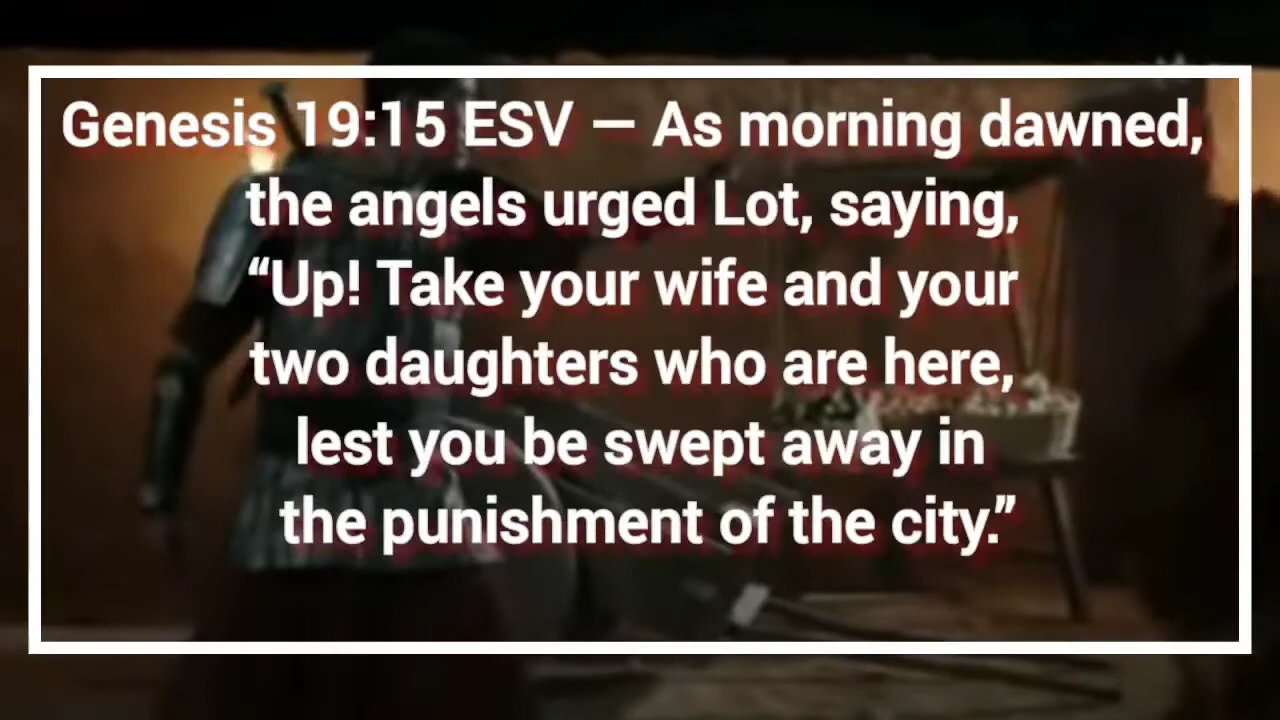 Genesis 19:15 ESV — As morning dawned,
the angels urged Lot, saying,
“Up! Take your wife and your
two daughters who are here,
lest you be swept away in
the punishment of the city.”